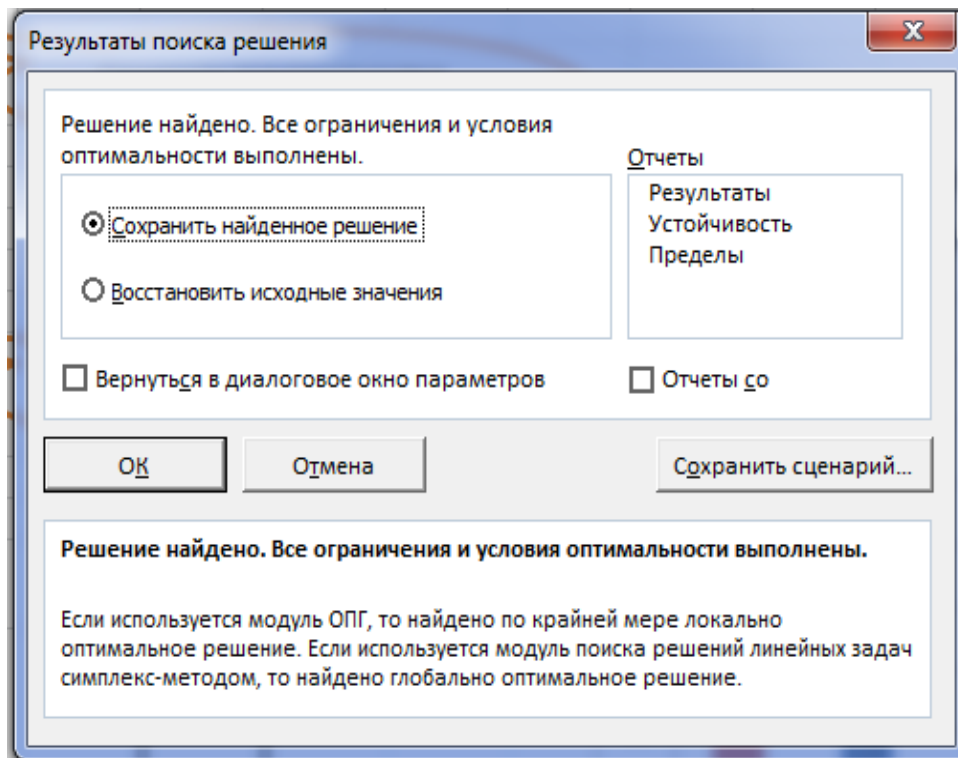 Результаты поиска решения
Решение найдено. Все ограничения и условия
оптимальности выполнены.
Отчеты
Сохранить найденное решение
Восстановить исходные значения
Результаты
Устойчивость
Пределы
Вернуться в диалоговое окно параметров
Отчеты со
ОК
Отмена
Сохранить сценарий...
Решение найдено. Все ограничения и условия оптимальности выполнены.
Если используется модуль ОПГ, то найдено по крайней мере локально
оптимальное решение. Если используется модуль поиска решений линейных задач
симплекс-методом, то найдено глобально оптимальное решение.